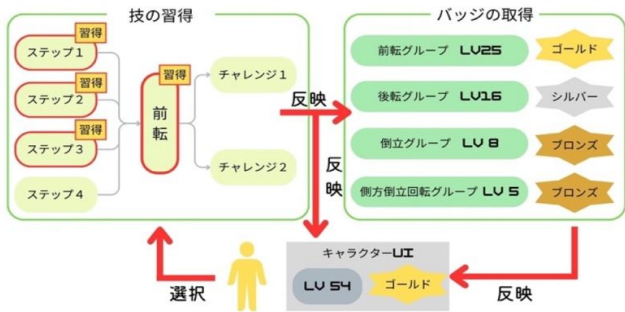 技の習得
ステップ1
習得
ステップ2
習得
ステップ3
習得
ステップ4
前転
習得
チャレンジ1
チャレンジ2
反映
バッジの取得
前転グループ LV25
ゴールド
後転グループ LV16
シルバー
倒立グループ LV 8
ブロンズ
側方倒立回転グループ LV 5
ブロンズ
反映
選択
キャラクターUI
LV 54
ゴールド
反映